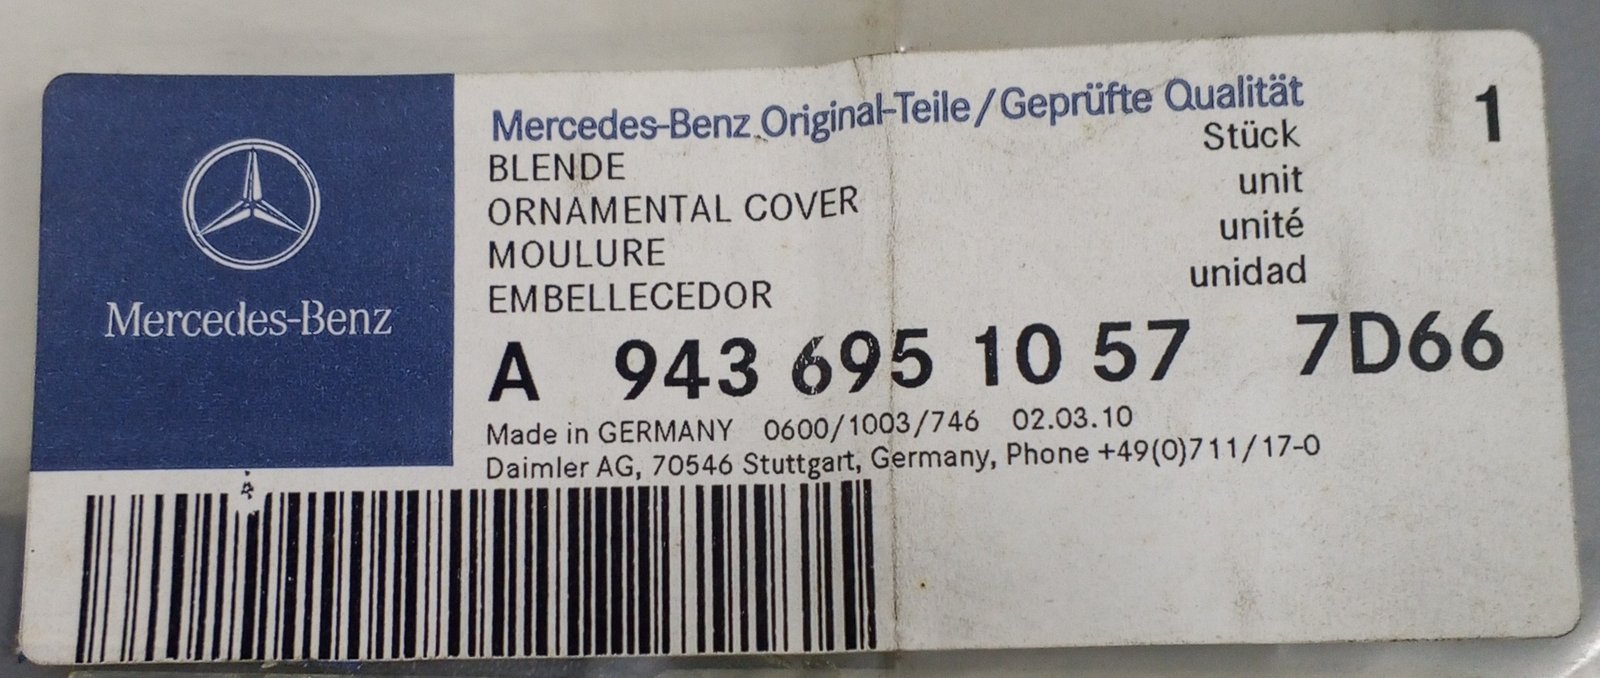 Mercedes-Benz
Mercedes-Benz Original-Teile/Geprüfte Qualität
BLENDE
ORNAMENTAL COVER
MOULURE
EMBELLECEDOR
Stück 1
unit
unité
unidad
A 943 695 10 57 7D66
Made in GERMANY 0600/1003/746 02.03.10
Daimler AG, 70546 Stuttgart, Germany, Phone +49(0)711/17-0